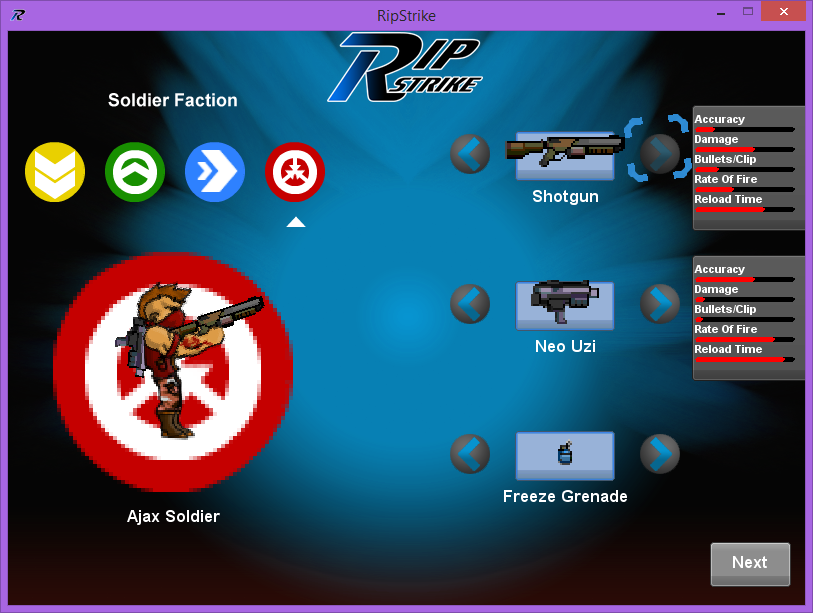 RipStrike
RIP
STRIKE
Soldier Faction
Shotgun
Accuracy
Damage
Bullets/Clip
Rate Of Fire
Reload Time
Neo Uzi
Accuracy
Damage
Bullets/Clip
Rate Of Fire
Reload Time
Freeze Grenade
Ajax Soldier
Next